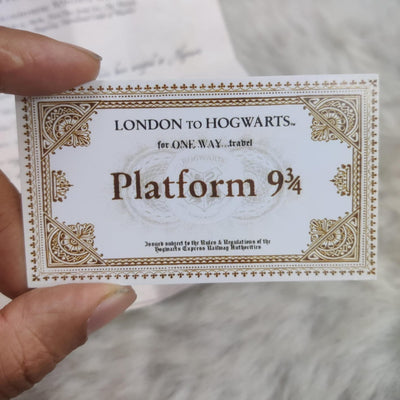 LONDON TO HOGWARTS™
for ONE WAY...travel
HOGWARTS
Platform 9¾
Issued subject to the Rules & Regulations of the
Hogwarts Express Railway Authorities